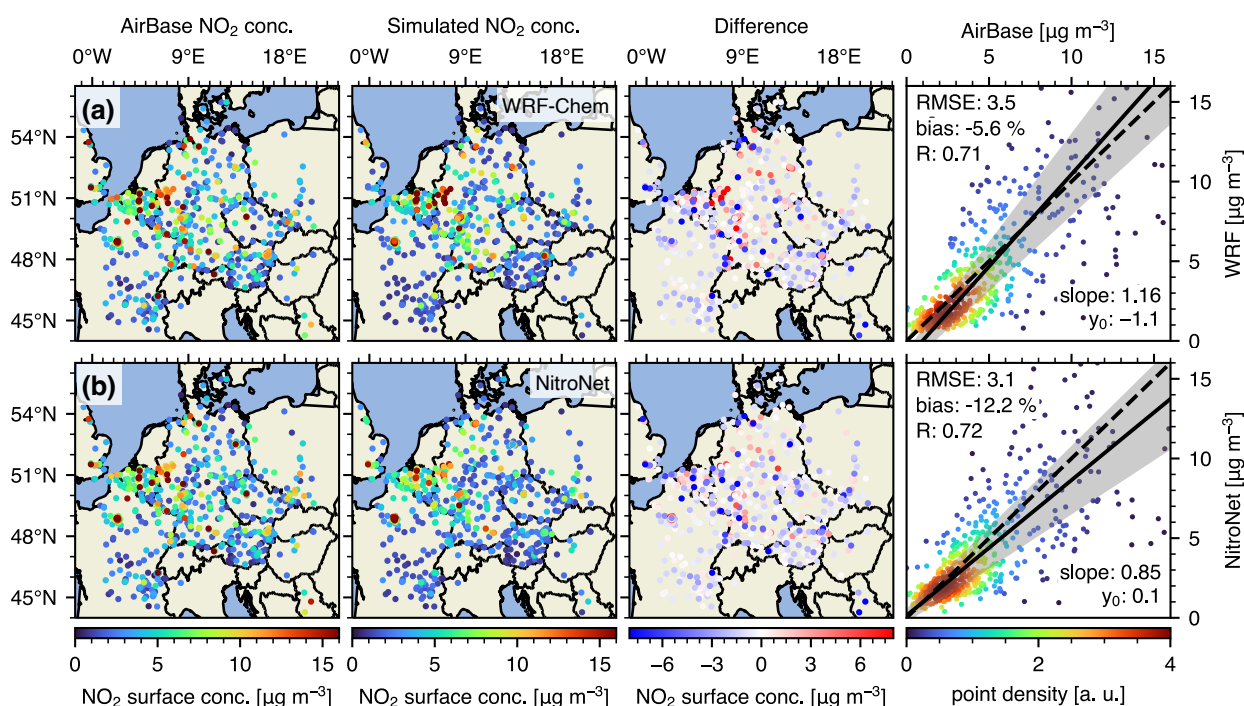 AirBase NO₂ conc.
Simulated NO₂ conc.
Difference
AirBase [µg m⁻³]
0°W 9°E 18°E
0°W 9°E 18°E
0°W 9°E 18°E
5 10 15
(a)
WRF-Chem
54°N
51°N
48°N
45°N
RMSE: 3.5
bias: -5.6 %
R: 0.71
slope: 1.16
y₀: −1.1
15
10
5
0
WRF [µg m⁻³]
(b)
NitroNet
54°N
51°N
48°N
45°N
RMSE: 3.1
bias: -12.2 %
R: 0.72
slope: 0.85
y₀: 0.1
15
10
5
0
NitroNet [µg m⁻³]
0 5 10 15
0 5 10 15
−6 −3 0 3 6
0 2 4
NO₂ surface conc. [µg m⁻³]
NO₂ surface conc. [µg m⁻³]
NO₂ surface conc. [µg m⁻³]
point density [a. u.]